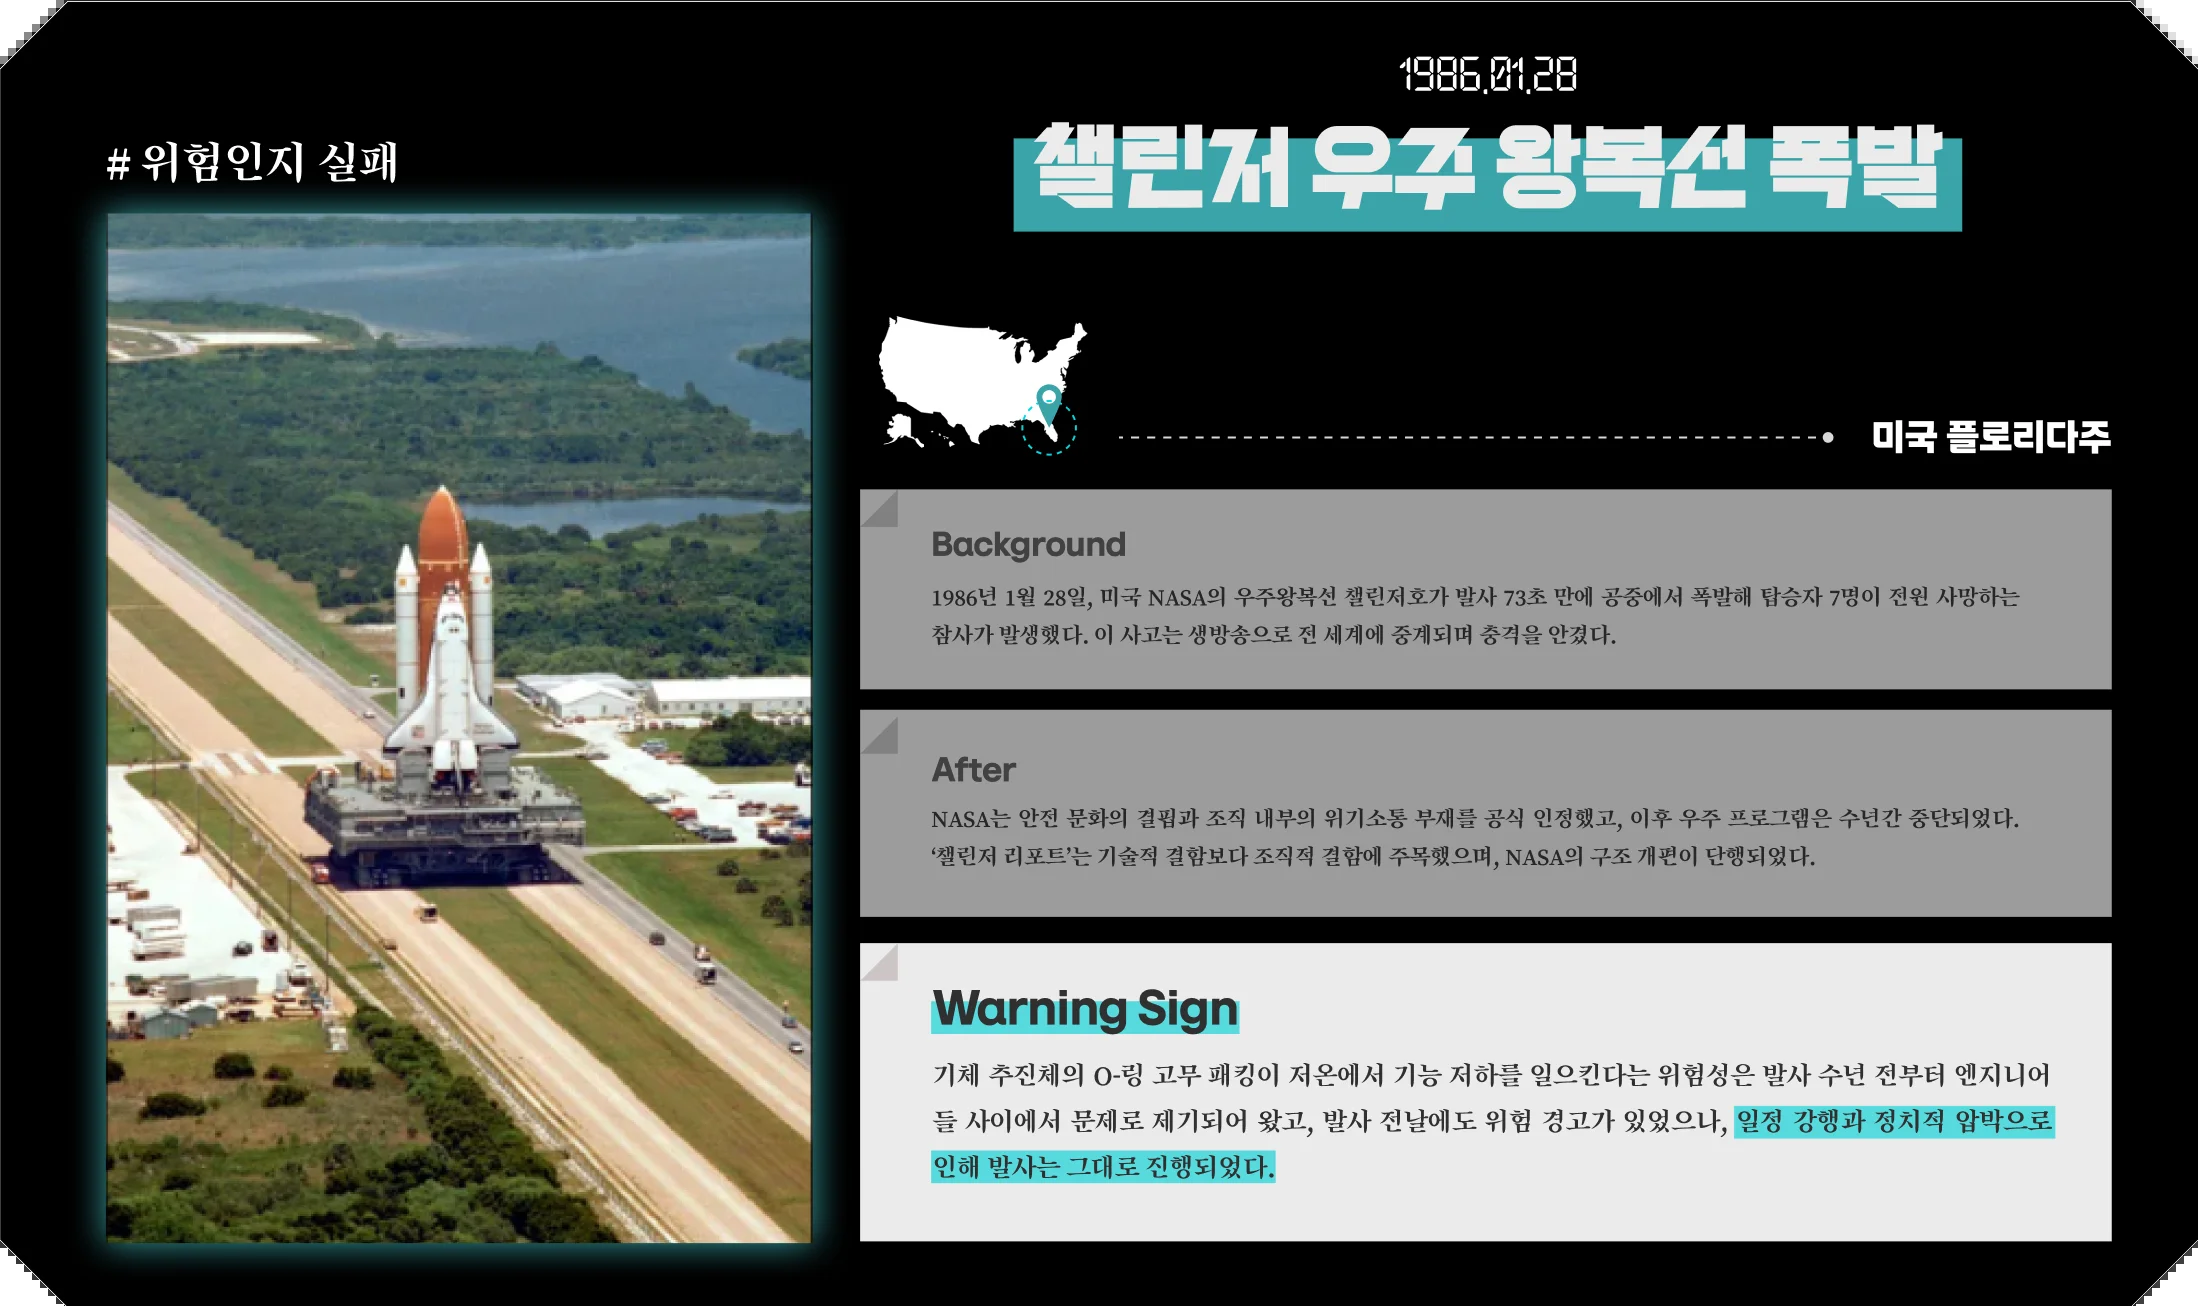 1986.01.28
챌린저 우주 왕복선 폭발
# 위험인지 실패
미국 플로리다주
Background
1986년 1월 28일, 미국 NASA의 우주왕복선 챌린저호가 발사 73초 만에 공중에서 폭발해 탑승자 7명이 전원 사망하는
참사가 발생했다. 이 사고는 생방송으로 전 세계에 중계되며 충격을 안겼다.
After
NASA는 안전 문화의 결핍과 조직 내부의 위기소통 부재를 공식 인정했고, 이후 우주 프로그램은 수년간 중단되었다.
‘챌린저 리포트’는 기술적 결함보다 조직적 결함에 주목했으며, NASA의 구조 개편이 단행되었다.
Warning Sign
기체 추진체의 O-링 고무 패킹이 저온에서 기능 저하를 일으킨다는 위험성은 발사 수년 전부터 엔지니어
들 사이에서 문제로 제기되어 왔고, 발사 전날에도 위험 경고가 있었으나, 일정 강행과 정치적 압박으로
인해 발사는 그대로 진행되었다.